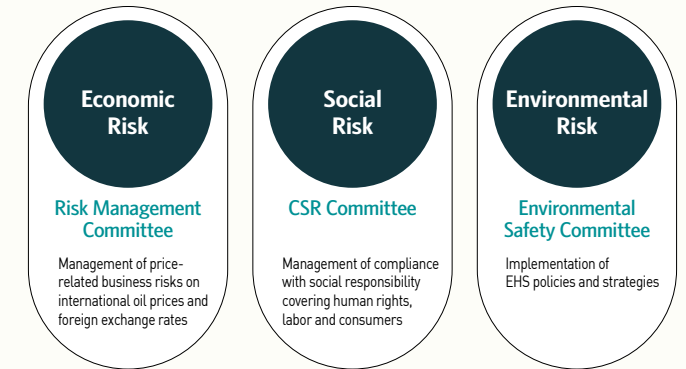 Economic
Risk
Risk Management
Committee
Management of price-
related business risks on
international oil prices and
foreign exchange rates
Social
Risk
CSR Committee
Management of compliance
with social responsibility
covering human rights,
labor and consumers
Environmental
Risk
Environmental
Safety Committee
Implementation of
EHS policies and strategies